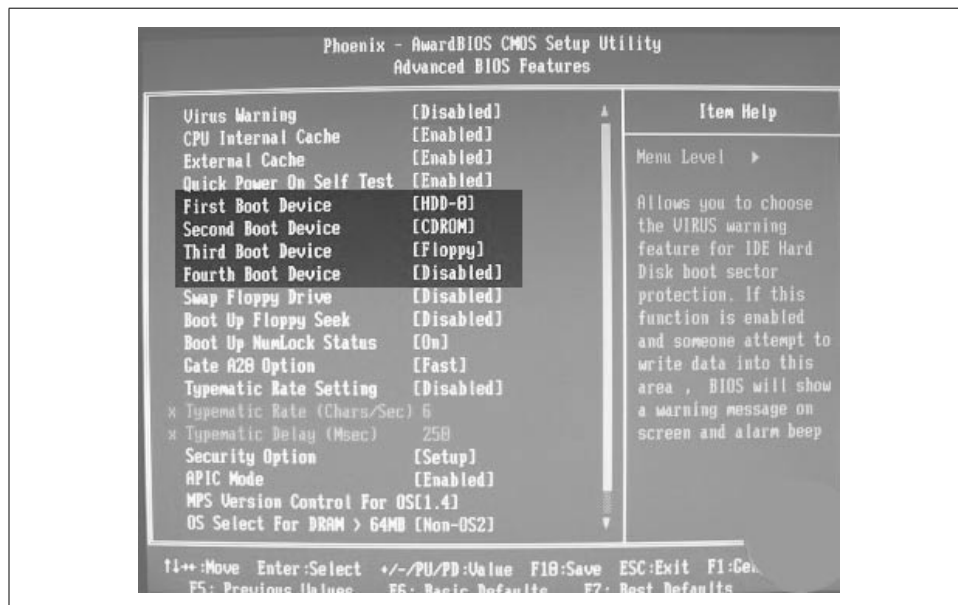 Phoenix - AwardBIOS CMOS Setup Utility
Advanced BIOS Features
Virus Warning [Disabled]
CPU Internal Cache [Enabled]
External Cache [Enabled]
Quick Power On Self Test [Enabled]
First Boot Device [HDD-0]
Second Boot Device [CDROM]
Third Boot Device [Floppy]
Fourth Boot Device [Disabled]
Swap Floppy Drive [Disabled]
Boot Up Floppy Seek [Disabled]
Boot Up NumLock Status [On]
Gate A20 Option [Fast]
Typematic Rate Setting [Disabled]
x Typematic Rate (Chars/Sec) 6
x Typematic Delay (Msec) 250
Security Option [Setup]
APIC Mode [Enabled]
MPS Version Control For OS[1.4]
OS Select For DRAM > 64MB [Non-OS2]
Item Help
Menu Level ▸
Allows you to choose
the VIRUS warning
feature for IDE Hard
Disk boot sector
protection. If this
function is enabled
and someone attempt to
write data into this
area , BIOS will show
a warning message on
screen and alarm beep
↑↓→←:Move Enter:Select +/-/PU/PD:Value F10:Save ESC:Exit
F5: Previous Values F6: Basic Defaults F7: Best Defaults